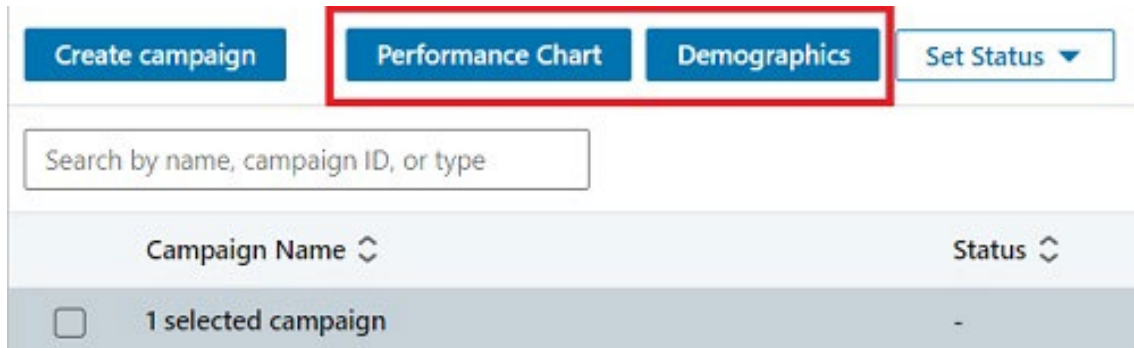 Create campaign Performance Chart Demographics Set Status
Search by name, campaign ID, or type
Campaign Name Status
1 selected campaign -